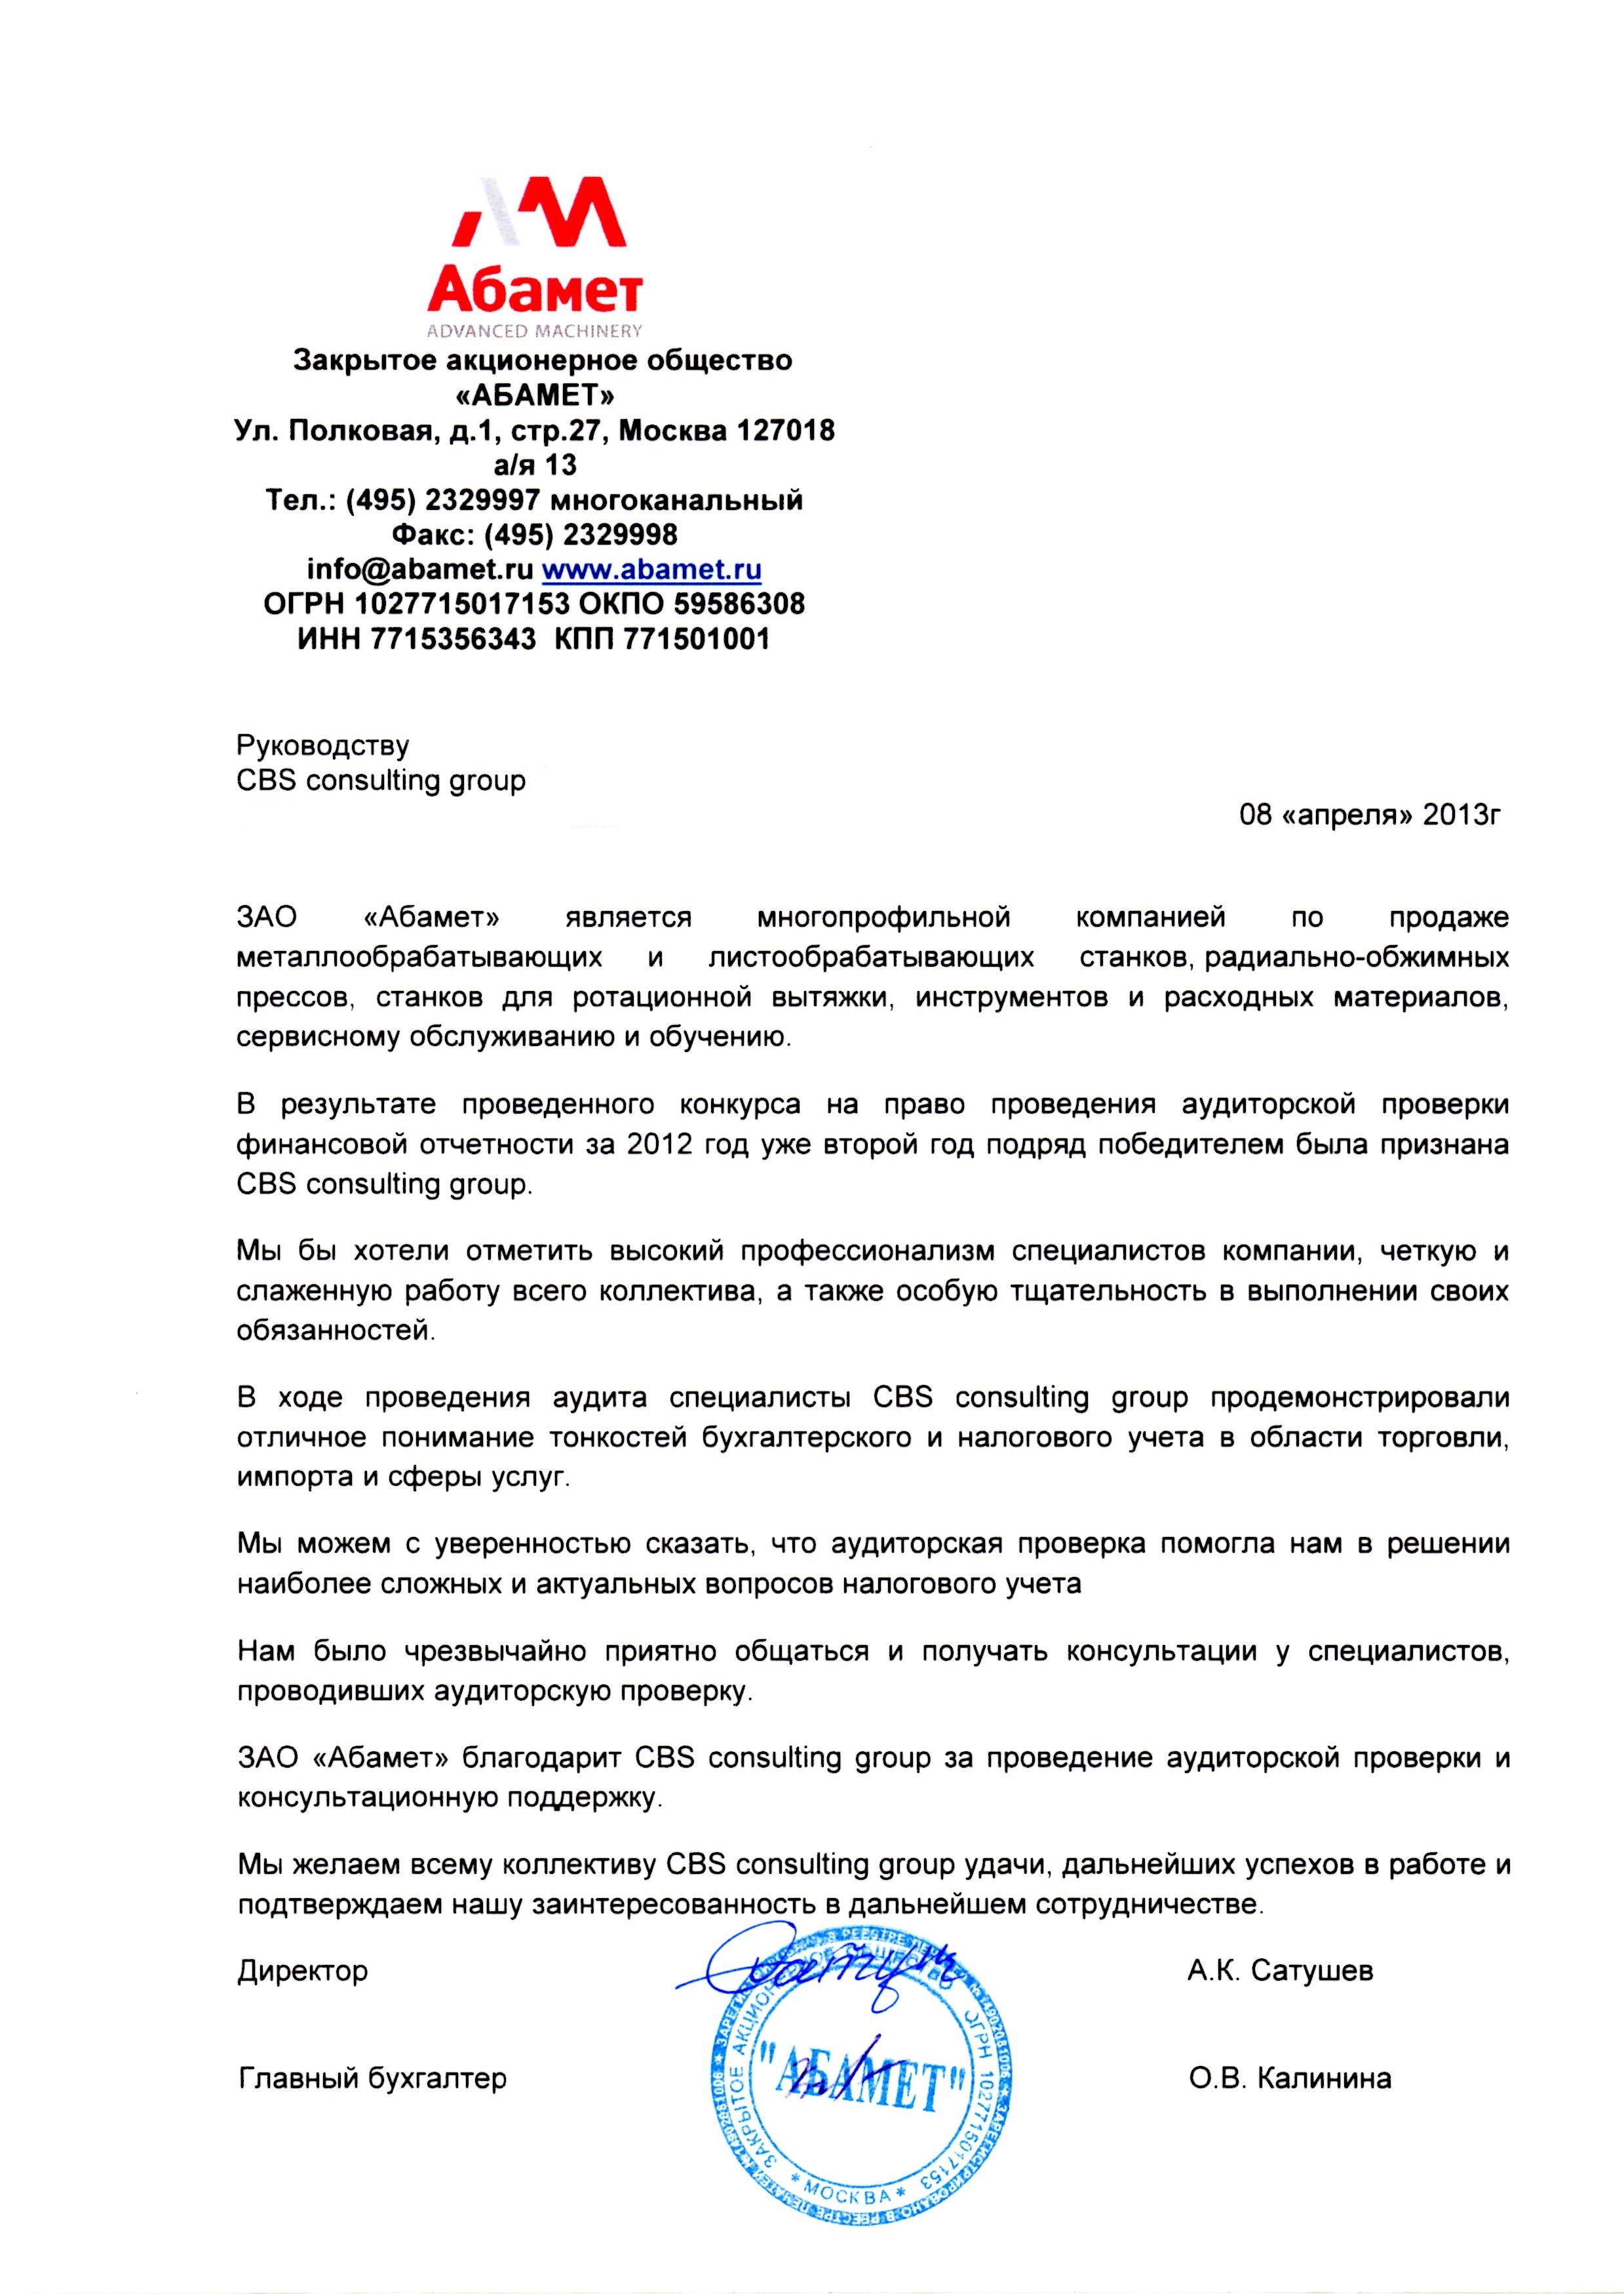 Абамет
ADVANCED MACHINERY
Закрытое акционерное общество
«АБАМЕТ»
Ул. Полковая, д.1, стр.27, Москва 127018
а/я 13
Тел.: (495) 2329997 многоканальный
Факс: (495) 2329998
info@abamet.ru www.abamet.ru
ОГРН 1027715017153 ОКПО 59586308
ИНН 7715356343 КПП 771501001
Руководству
CBS consulting group
08 «апреля» 2013г
ЗАО «Абамет» является многопрофильной компанией по продаже
металлообрабатывающих и листообрабатывающих станков, радиально-обжимных
прессов, станков для ротационной вытяжки, инструментов и расходных материалов,
сервисному обслуживанию и обучению.
В результате проведенного конкурса на право проведения аудиторской проверки
финансовой отчетности за 2012 год уже второй год подряд победителем была признана
CBS consulting group.
Мы бы хотели отметить высокий профессионализм специалистов компании, четкую и
слаженную работу всего коллектива, а также особую тщательность в выполнении своих
обязанностей.
В ходе проведения аудита специалисты CBS consulting group продемонстрировали
отличное понимание тонкостей бухгалтерского и налогового учета в области торговли,
импорта и сферы услуг.
Мы можем с уверенностью сказать, что аудиторская проверка помогла нам в решении
наиболее сложных и актуальных вопросов налогового учета
Нам было чрезвычайно приятно общаться и получать консультации у специалистов,
проводивших аудиторскую проверку.
ЗАО «Абамет» благодарит CBS consulting group за проведение аудиторской проверки и
консультационную поддержку.
Мы желаем всему коллективу CBS consulting group удачи, дальнейших успехов в работе и
подтверждаем нашу заинтересованность в дальнейшем сотрудничестве.
Директор А.К. Сатушев
Главный бухгалтер О.В. Калинина
"АБАМЕТ"
ЗАКРЫТОЕ АКЦИОНЕРНОЕ ОБЩЕСТВО ОГРН 1027715017153
* МОСКВА *